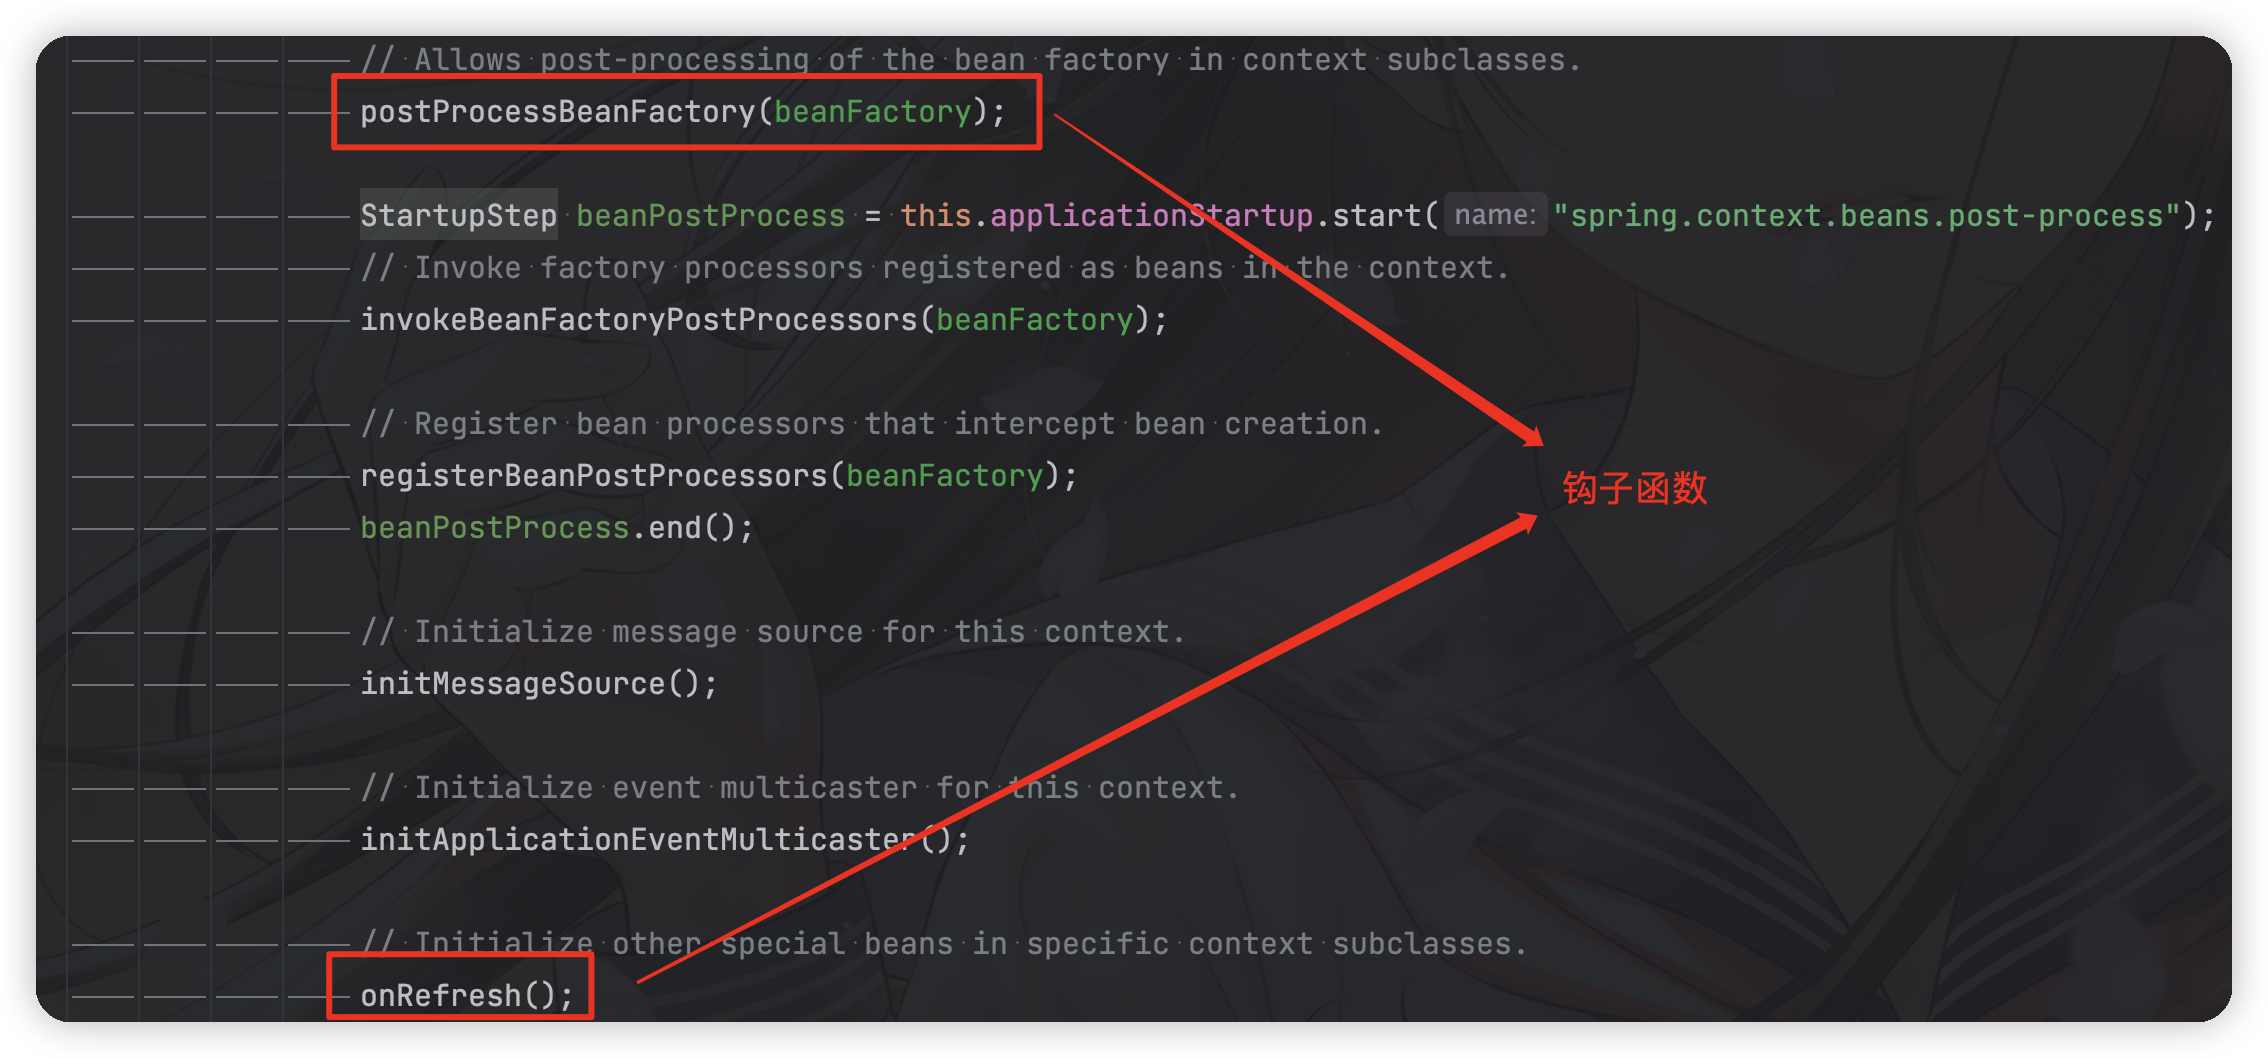 // Allows post-processing of the bean factory in context subclasses.
postProcessBeanFactory(beanFactory);
StartupStep beanPostProcess = this.applicationStartup.start( name: "spring.context.beans.post-process");
// Invoke factory processors registered as beans in the context.
invokeBeanFactoryPostProcessors(beanFactory);
// Register bean processors that intercept bean creation.
registerBeanPostProcessors(beanFactory);
钩子函数
beanPostProcess.end();
// Initialize message source for this context.
initMessageSource();
// Initialize event multicaster for this context.
initApplicationEventMulticaster();
// Initialize other special beans in specific context subclasses.
onRefresh();